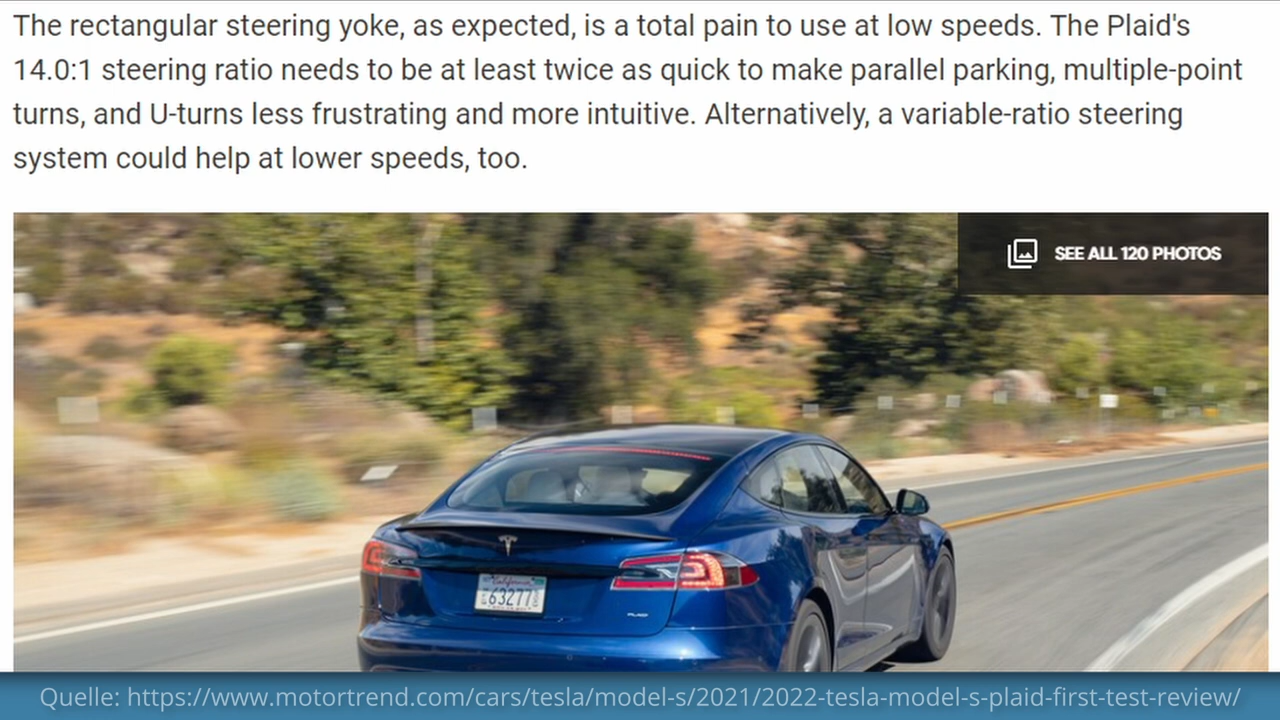 The rectangular steering yoke, as expected, is a total pain to use at low speeds. The Plaid's
14.0:1 steering ratio needs to be at least twice as quick to make parallel parking, multiple-point
turns, and U-turns less frustrating and more intuitive. Alternatively, a variable-ratio steering
system could help at lower speeds, too.
SEE ALL 120 PHOTOS
California
63277
PLAID
Quelle: https://www.motortrend.com/cars/tesla/model-s/2021/2022-tesla-model-s-plaid-first-test-review/